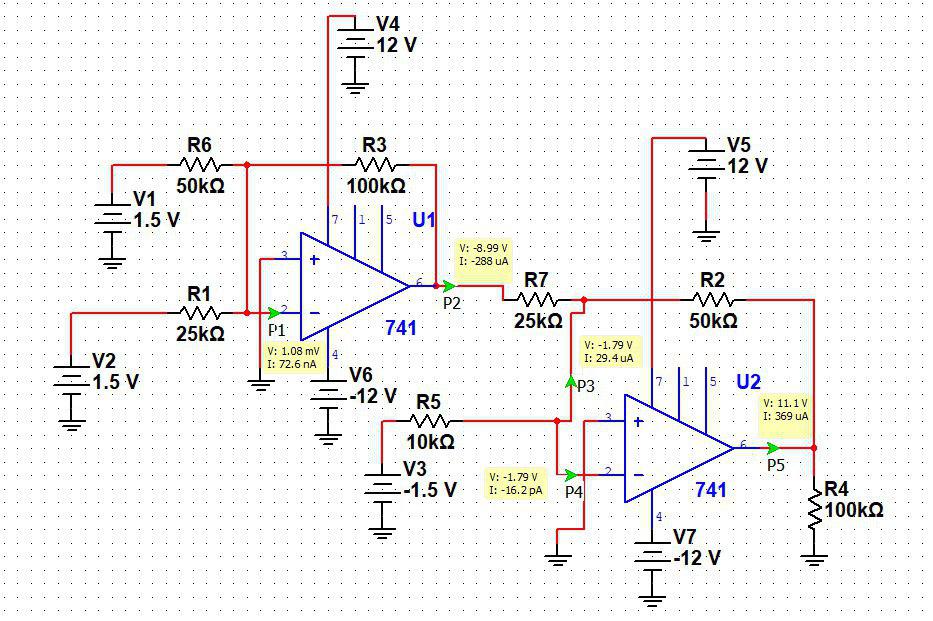 V4
12 V
R6
50kΩ
R3
100kΩ
V5
12 V
V1
1.5 V
7
1
5
U1
3
+
V: -8.99 V
I: -288 uA
6
P2
R7
25kΩ
R2
50kΩ
R1
25kΩ
P1
2
−
741
V: 1.08 mV
I: 72.6 nA
4
V2
1.5 V
V6
-12 V
V: -1.79 V
I: 29.4 uA
P3
7
1
5
U2
R5
10kΩ
3
+
V: 11.1 V
I: 369 uA
6
P5
V3
-1.5 V
V: -1.79 V
I: -16.2 pA
P4
2
−
741
R4
100kΩ
4
V7
-12 V